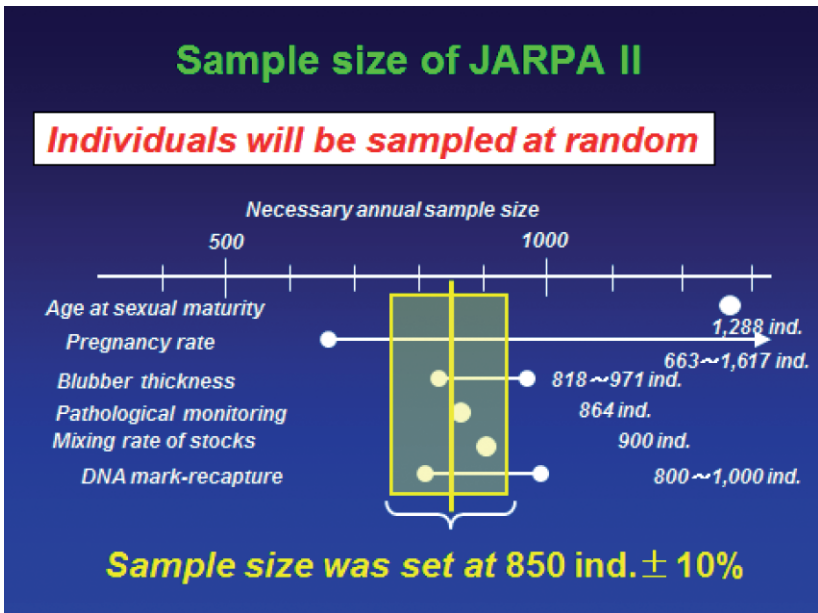 Sample size of JARPA II
Individuals will be sampled at random
Necessary annual sample size
500 1000
Age at sexual maturity
1,288 ind.
Pregnancy rate
663~1,617 ind.
Blubber thickness 818~971 ind.
Pathological monitoring 864 ind.
Mixing rate of stocks 900 ind.
DNA mark-recapture 800~1,000 ind.
Sample size was set at 850 ind. ± 10%